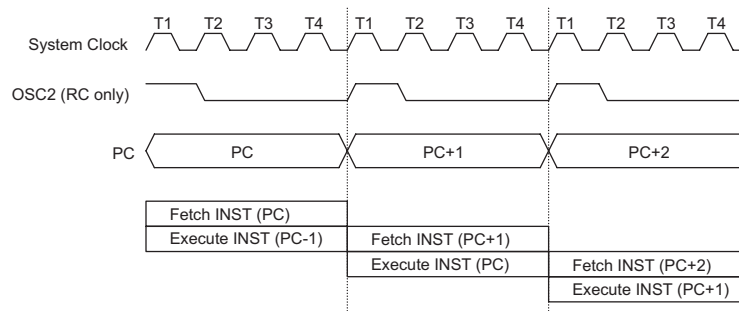 T1 T2 T3 T4 T1 T2 T3 T4 T1 T2 T3 T4
System Clock
OSC2 (RC only)
PC PC PC+1 PC+2
Fetch INST (PC)
Execute INST (PC-1) Fetch INST (PC+1)
Execute INST (PC) Fetch INST (PC+2)
Execute INST (PC+1)